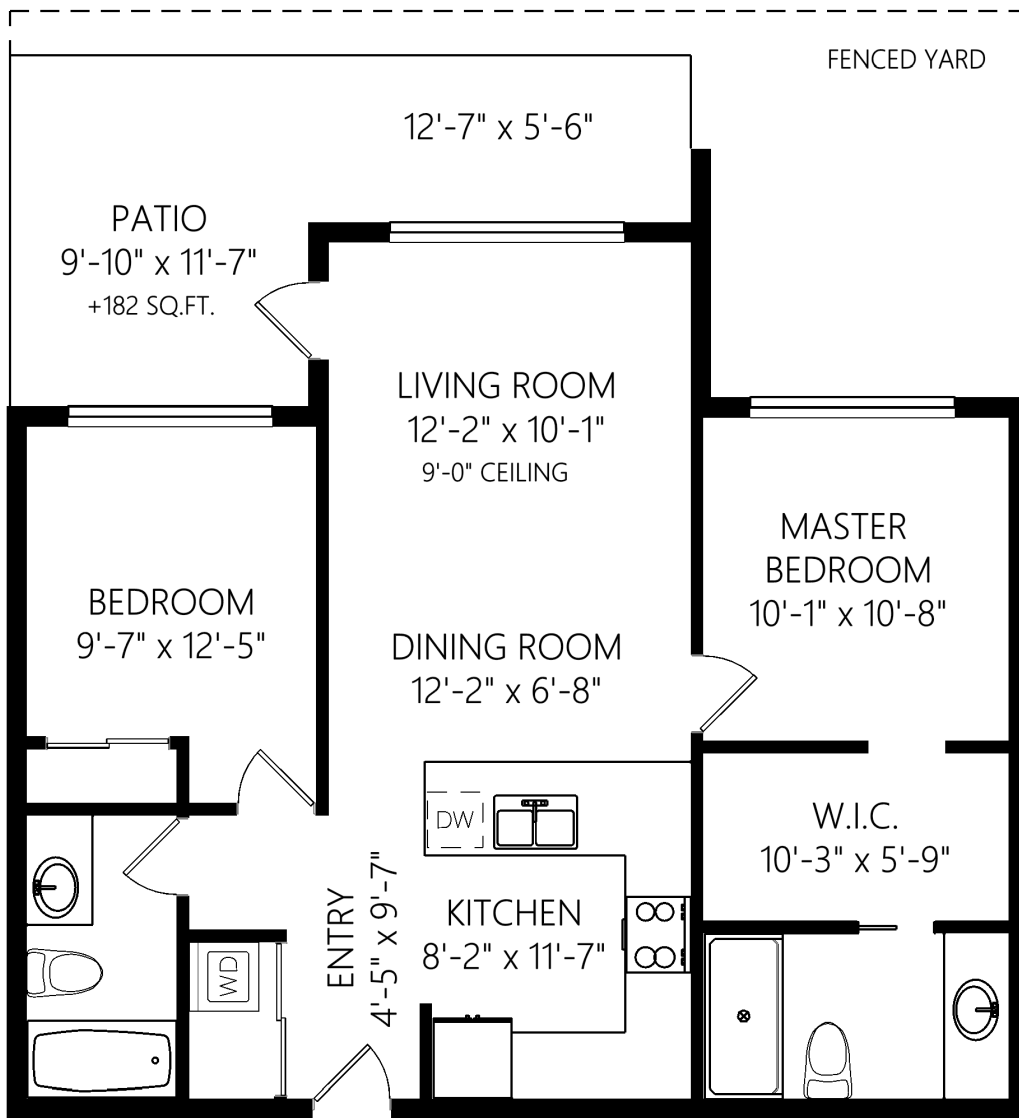 FENCED YARD
12'-7" x 5'-6"
PATIO
9'-10" x 11'-7"
+182 SQ.FT.
LIVING ROOM
12'-2" x 10'-1"
9'-0" CEILING
MASTER
BEDROOM
10'-1" x 10'-8"
BEDROOM
9'-7" x 12'-5"
DINING ROOM
12'-2" x 6'-8"
DW
W.I.C.
10'-3" x 5'-9"
ENTRY
4'-5" x 9'-7"
KITCHEN
8'-2" x 11'-7"
WD